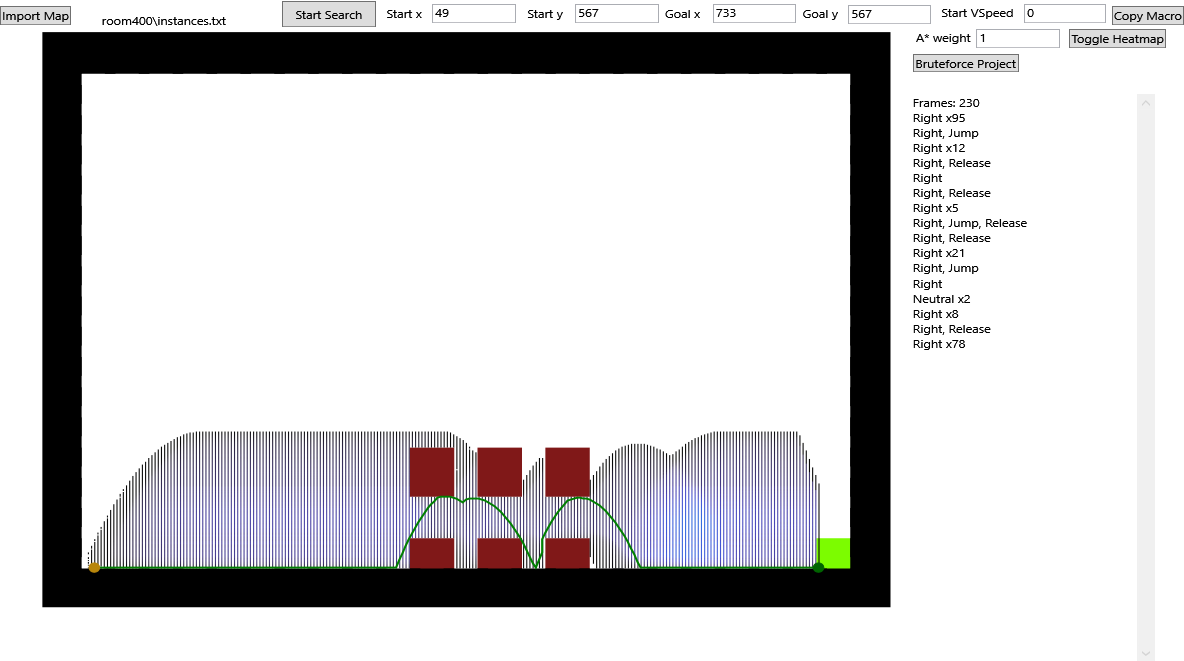 Import Map
room400\instances.txt
Start Search
Start x 49
Start y 567
Goal x 733
Goal y 567
Start VSpeed 0
Copy Macro
A* weight 1
Toggle Heatmap
Bruteforce Project
Frames: 230
Right x95
Right, Jump
Right x12
Right, Release
Right
Right, Release
Right x5
Right, Jump, Release
Right, Release
Right x21
Right, Jump
Right
Neutral x2
Right x8
Right, Release
Right x78